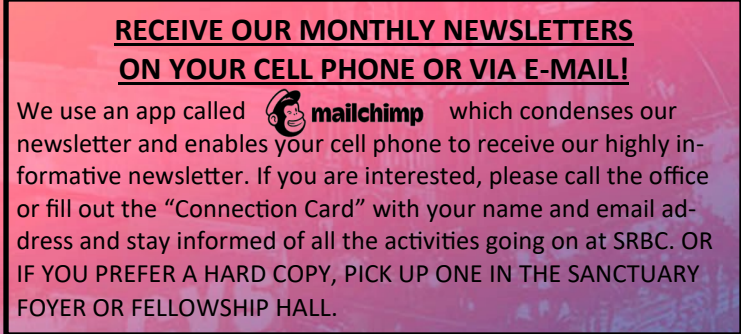 RECEIVE OUR MONTHLY NEWSLETTERS
ON YOUR CELL PHONE OR VIA E-MAIL!
We use an app called mailchimp which condenses our
newsletter and enables your cell phone to receive our highly in-
formative newsletter. If you are interested, please call the office
or fill out the “Connection Card” with your name and email ad-
dress and stay informed of all the activities going on at SRBC. OR
IF YOU PREFER A HARD COPY, PICK UP ONE IN THE SANCTUARY
FOYER OR FELLOWSHIP HALL.